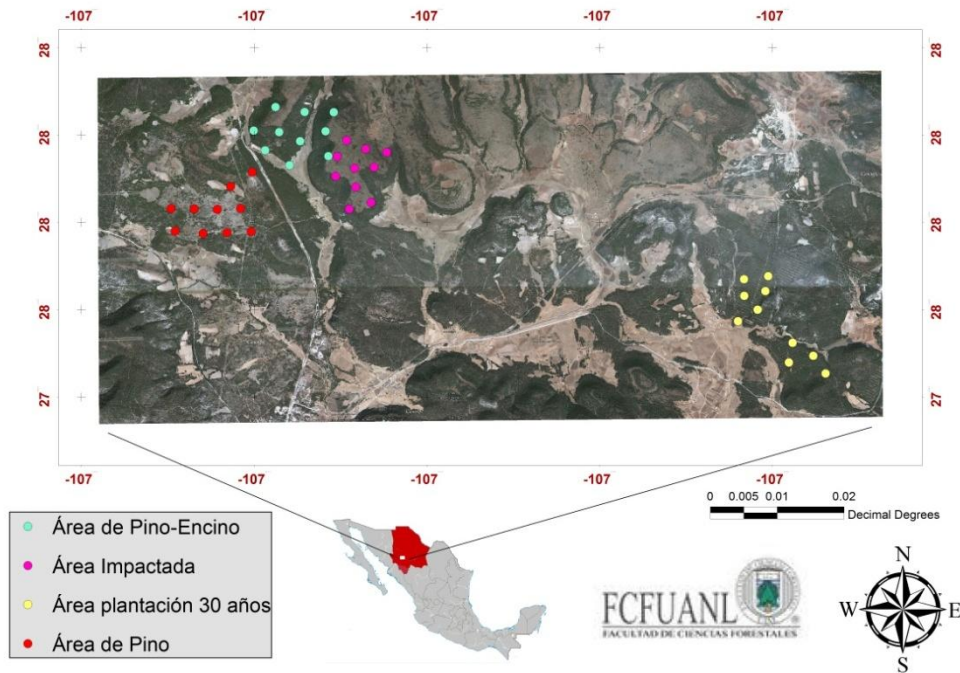 -107 -107 -107 -107 -107
28 28
28 28
28 28
28 28
27 27
-107 -107 -107 -107 -107
0 0.005 0.01 0.02
Decimal Degrees
Área de Pino-Encino
Área Impactada
Área plantación 30 años
Área de Pino
FCFUANL
FACULTAD DE CIENCIAS FORESTALES
N
W E
S